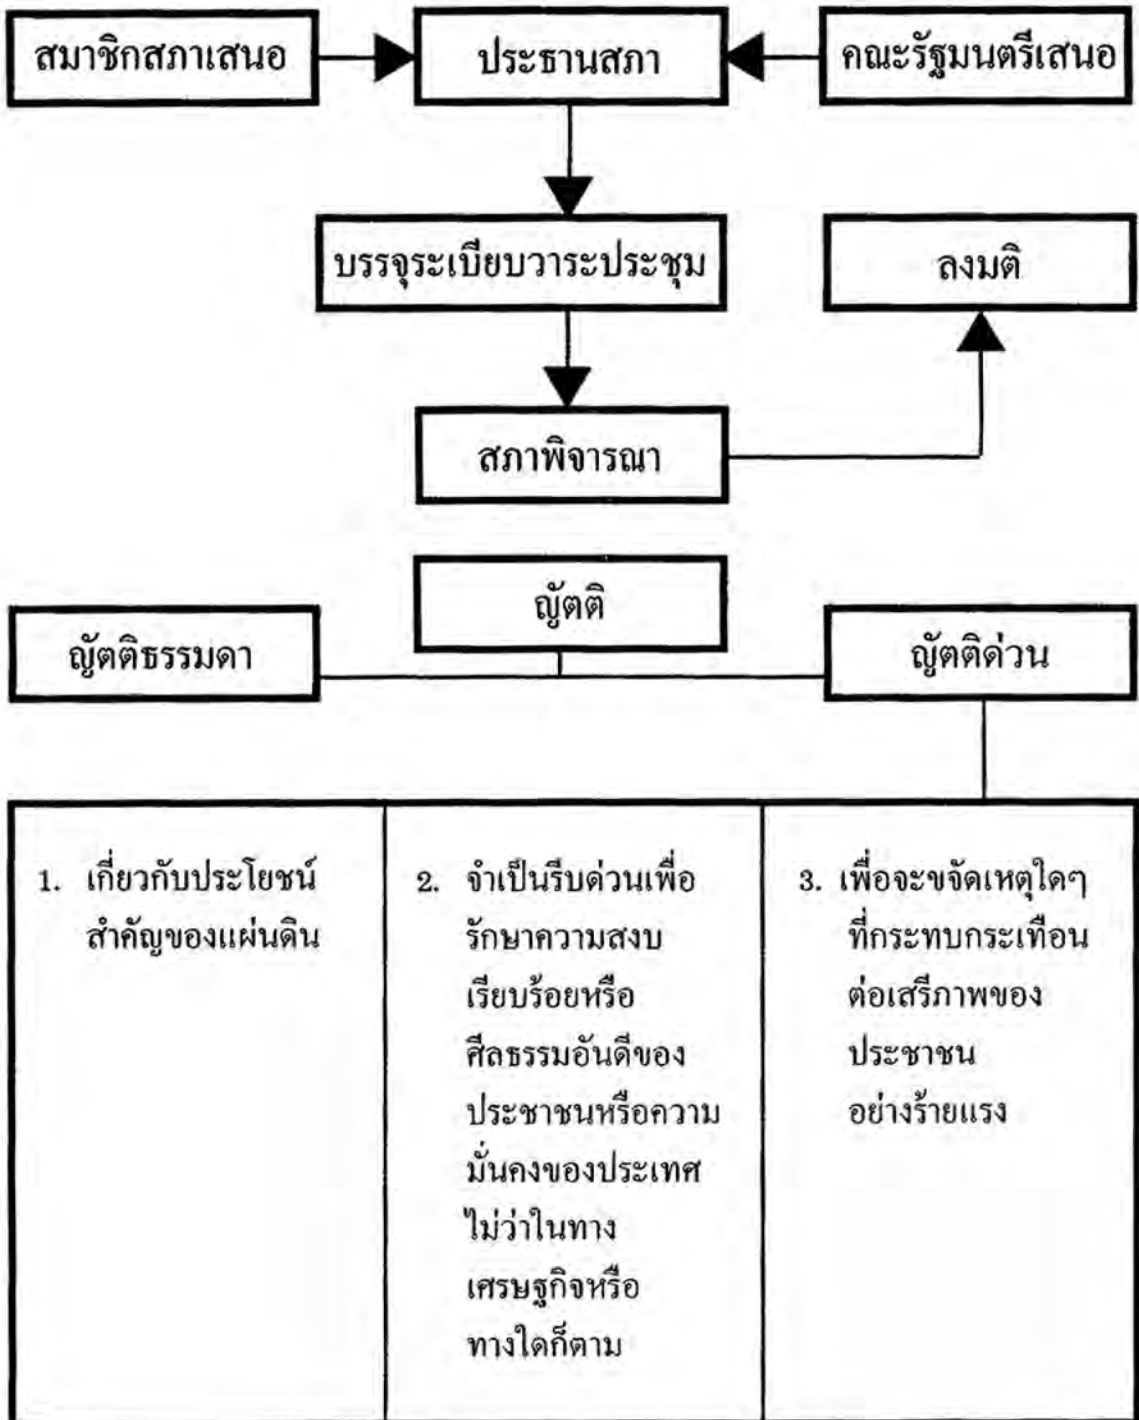 สมาชิกสภาเสนอ
ประธานสภา
คณะรัฐมนตรีเสนอ
บรรจุระเบียบวาระประชุม
ลงมติ
สภาพิจารณา
ญัตติ
ญัตติธรรมดา
ญัตติด่วน
1. เกี่ยวกับประโยชน์
สำคัญของแผ่นดิน
2. จำเป็นรีบด่วนเพื่อ
รักษาความสงบ
เรียบร้อยหรือ
ศีลธรรมอันดีของ
ประชาชนหรือความ
มั่นคงของประเทศ
ไม่ว่าในทาง
เศรษฐกิจหรือ
ทางใดก็ตาม
3. เพื่อจะขจัดเหตุใดๆ
ที่กระทบกระเทือน
ต่อเสรีภาพของ
ประชาชน
อย่างร้ายแรง